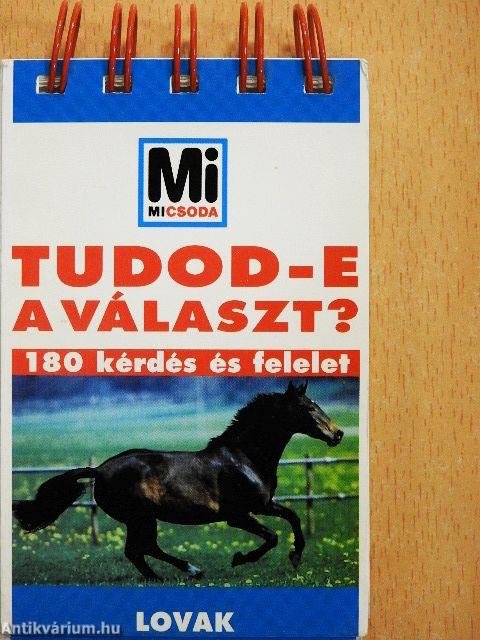 Mi
MICSODA
TUDOD-E
A VÁLASZT?
180 kérdés és felelet
LOVAK
Antikvárium.hu